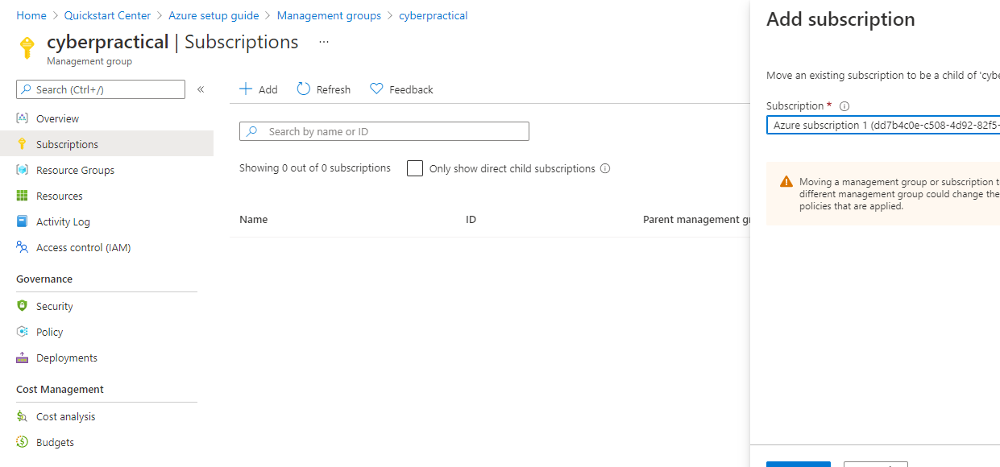 Home > Quickstart Center > Azure setup guide > Management groups > cyberpractical
cyberpractical | Subscriptions ...
Management group
Search (Ctrl+/) «
Overview
Subscriptions
Resource Groups
Resources
Activity Log
Access control (IAM)
Governance
Security
Policy
Deployments
Cost Management
Cost analysis
Budgets
+ Add Refresh Feedback
Search by name or ID
Showing 0 out of 0 subscriptions Only show direct child subscriptions
Name ID Parent management gr
Add subscription
Move an existing subscription to be a child of 'cybe
Subscription *
Azure subscription 1 (dd7b4c0e-c508-4d92-82f5-
Moving a management group or subscription t
different management group could change the
policies that are applied.